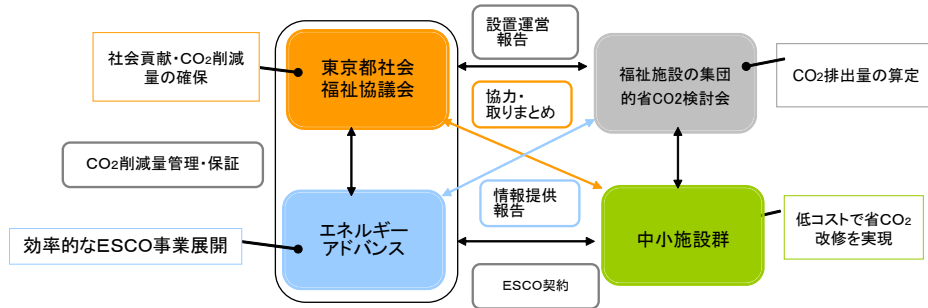 設置運営
報告
社会貢献・CO2削減
量の確保
東京都社会
福祉協議会
福祉施設の集団
的省CO2検討会
CO2排出量の算定
協力・
取りまとめ
CO2削減量管理・保証
情報提供
報告
効率的なESCO事業展開
エネルギー
アドバンス
中小施設群
低コストで省CO2
改修を実現
ESCO契約